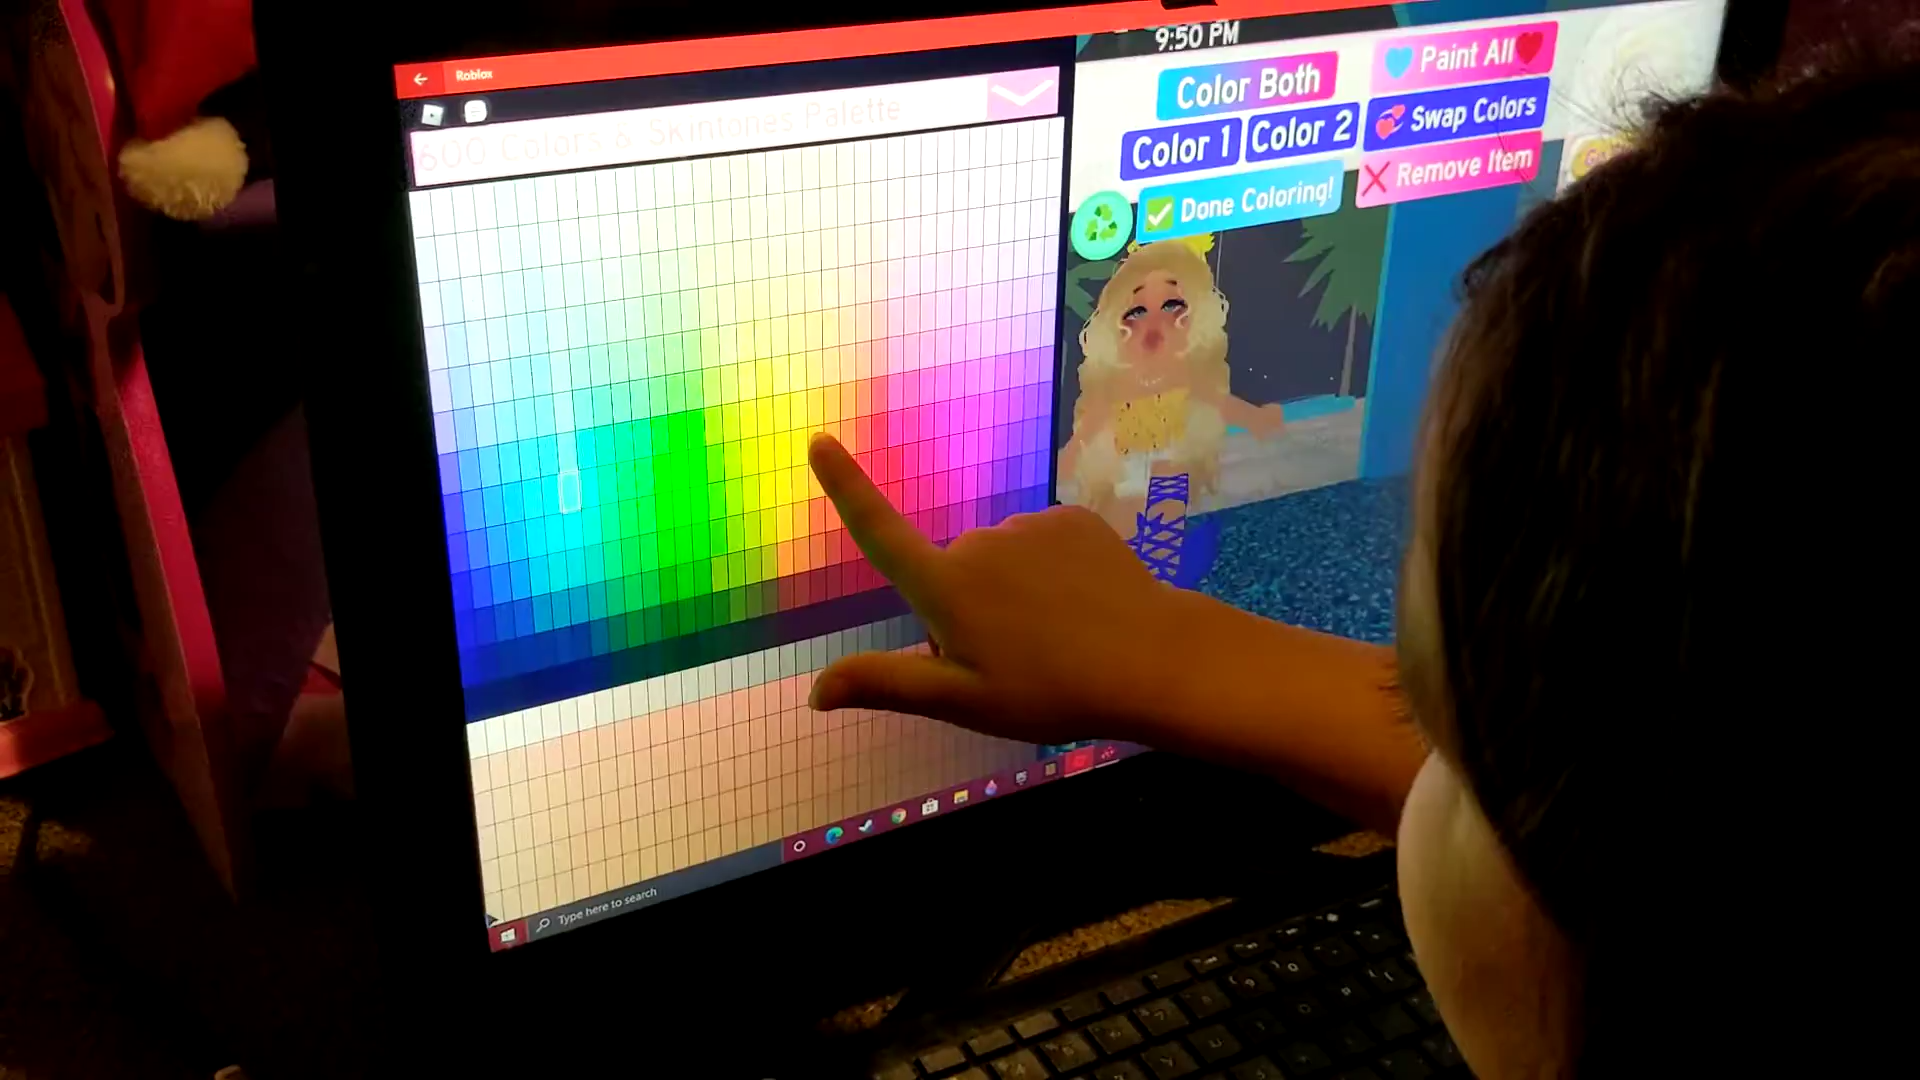 Roblox
9:50 PM
600 Colors & Skintones Palette
Color Both
Paint All
Color 1
Color 2
Swap Colors
Done Coloring!
Remove Item
Type here to search